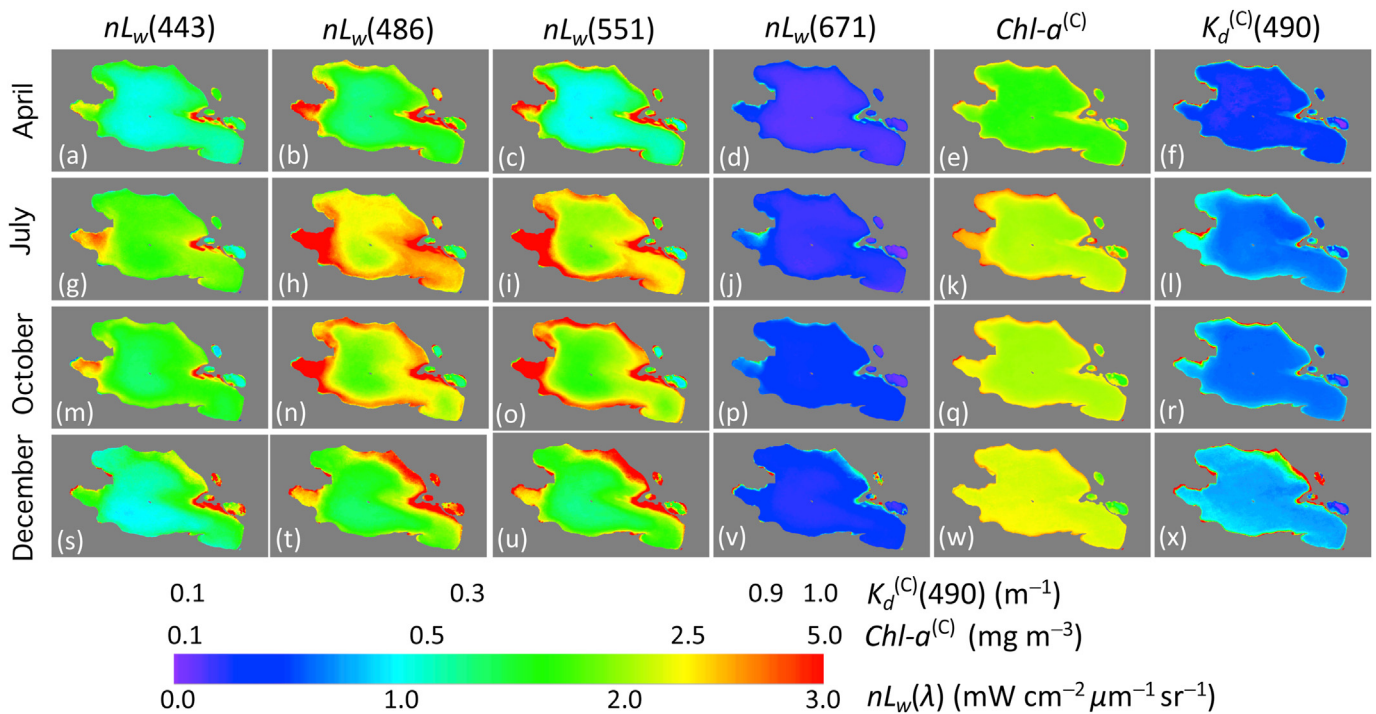 nLw(443) nLw(486) nLw(551) nLw(671) Chl-a(C) Kd(C)(490)
April
(a) (b) (c) (d) (e) (f)
July
(g) (h) (i) (j) (k) (l)
October
(m) (n) (o) (p) (q) (r)
December
(s) (t) (u) (v) (w) (x)
0.1 0.3 0.9 1.0 Kd(C)(490) (m−1)
0.1 0.5 2.5 5.0 Chl-a(C) (mg m−3)
0.0 1.0 2.0 3.0 nLw(λ) (mW cm−2 μm−1 sr−1)